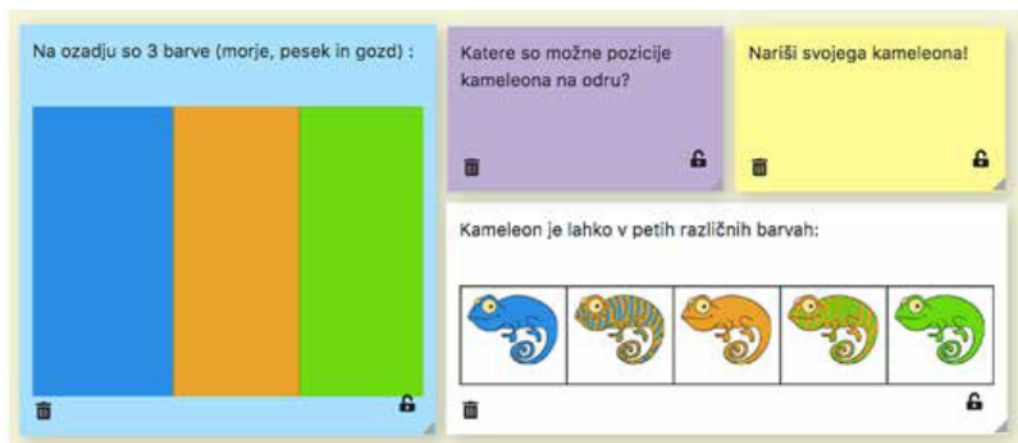 Na ozadju so 3 barve (morje, pesek in gozd) :
Katere so možne pozicije
kameleona na odru?
Nariši svojega kameleona!
Kameleon je lahko v petih različnih barvah: